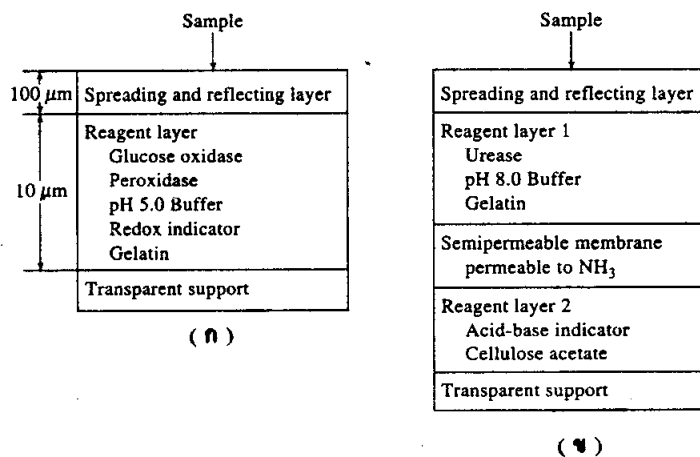 Sample
100 μm
Spreading and reflecting layer
10 μm
Reagent layer
Glucose oxidase
Peroxidase
pH 5.0 Buffer
Redox indicator
Gelatin
Transparent support
(ก)
Sample
Spreading and reflecting layer
Reagent layer 1
Urease
pH 8.0 Buffer
Gelatin
Semipermeable membrane
permeable to NH₃
Reagent layer 2
Acid-base indicator
Cellulose acetate
Transparent support
(ข)